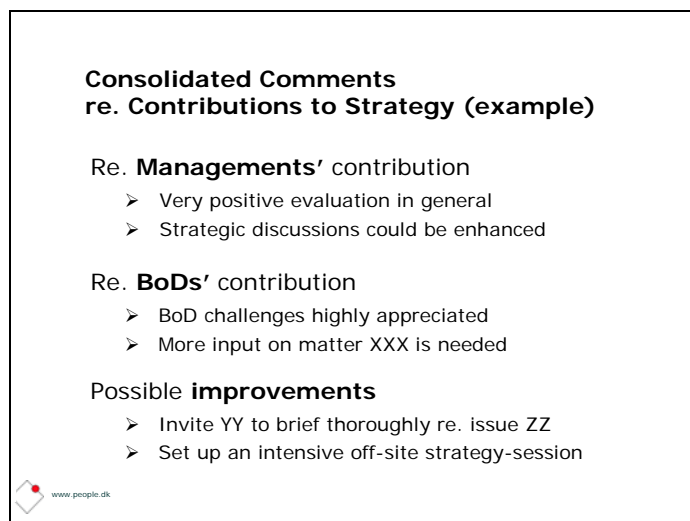 Consolidated Comments
re. Contributions to Strategy (example)
Re. Managements' contribution
➢ Very positive evaluation in general
➢ Strategic discussions could be enhanced
Re. BoDs' contribution
➢ BoD challenges highly appreciated
➢ More input on matter XXX is needed
Possible improvements
➢ Invite YY to brief thoroughly re. issue ZZ
➢ Set up an intensive off-site strategy-session
www.people.dk